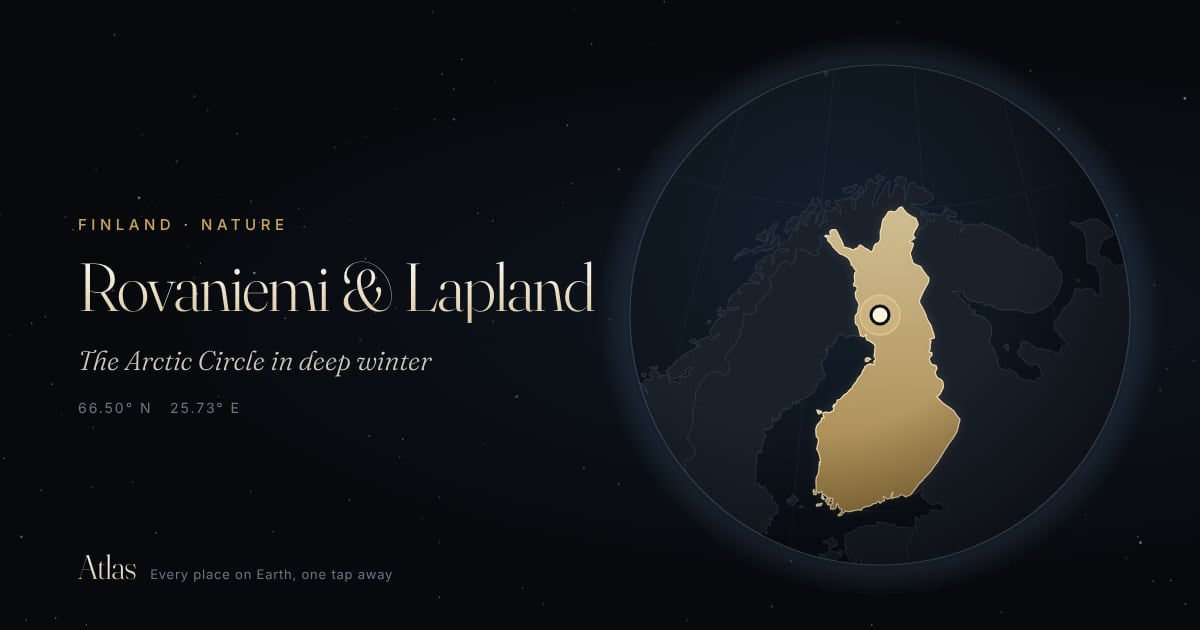 FINLAND · NATURE
Rovaniemi & Lapland
The Arctic Circle in deep winter
66.50° N 25.73° E
Atlas Every place on Earth, one tap away